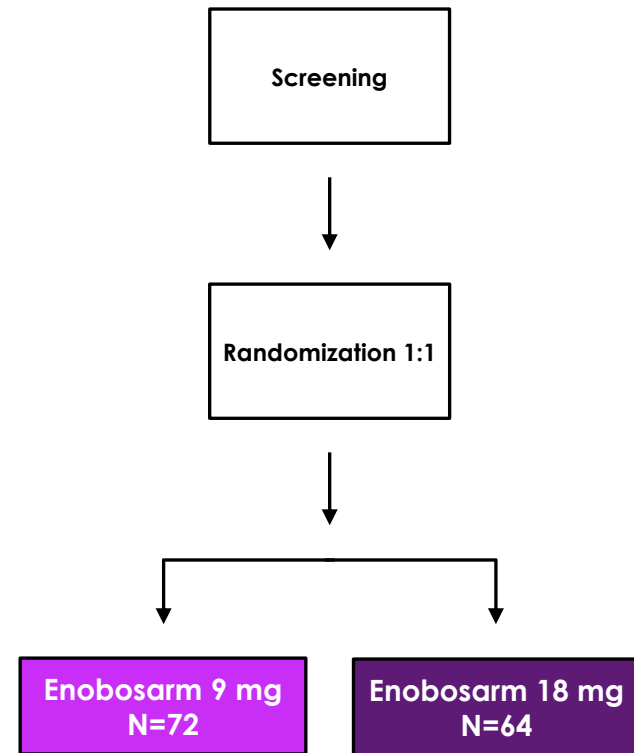 Screening
Randomization 1:1
Enobosarm 9 mg
N=72
Enobosarm 18 mg
N=64